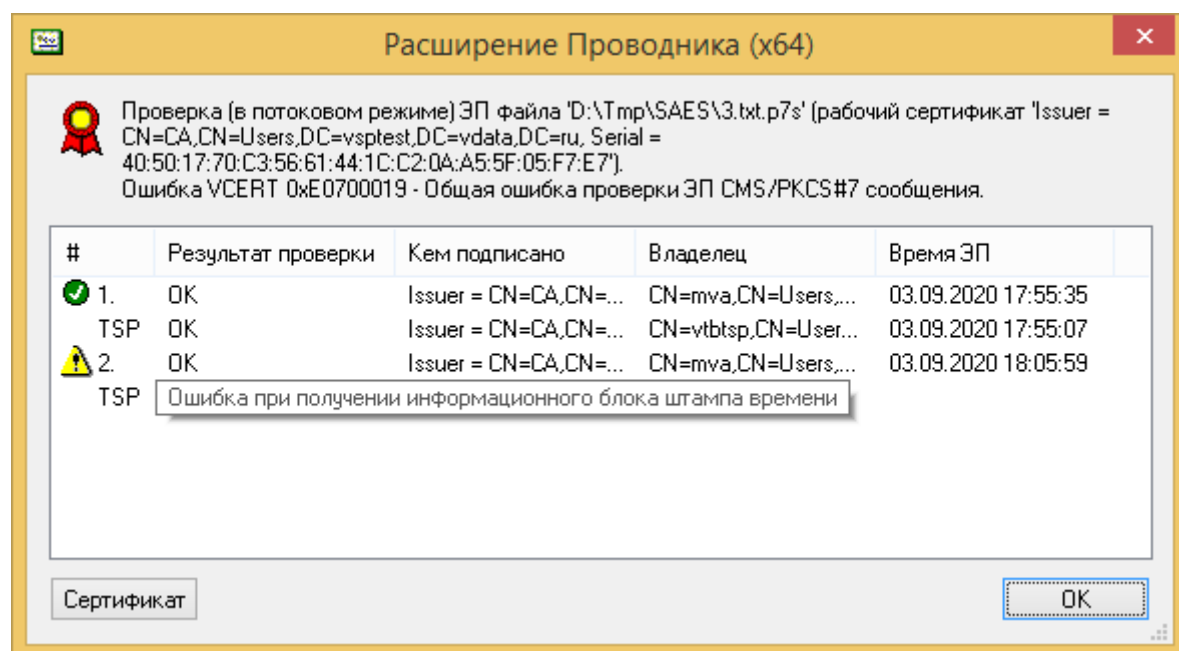 Расширение Проводника (x64)
Проверка (в потоковом режиме) ЭП файла 'D:\Tmp\SAES\3.txt.p7s' (рабочий сертификат 'Issuer =
CN=CA,CN=Users,DC=vsptest,DC=vdata,DC=ru, Serial =
40:50:17:70:C3:56:61:44:1C:C2:0A:A5:5F:05:F7:E7').
Ошибка VCERT 0xE0700019 - Общая ошибка проверки ЭП CMS/PKCS#7 сообщения.
# Результат проверки Кем подписано Владелец Время ЭП
1. OK Issuer = CN=CA,CN=... CN=mva,CN=Users,... 03.09.2020 17:55:35
TSP OK Issuer = CN=CA,CN=... CN=vtbtsp,CN=User... 03.09.2020 17:55:07
2. OK Issuer = CN=CA,CN=... CN=mva,CN=Users,... 03.09.2020 18:05:59
TSP Ошибка при получении информационного блока штампа времени
Сертификат OK